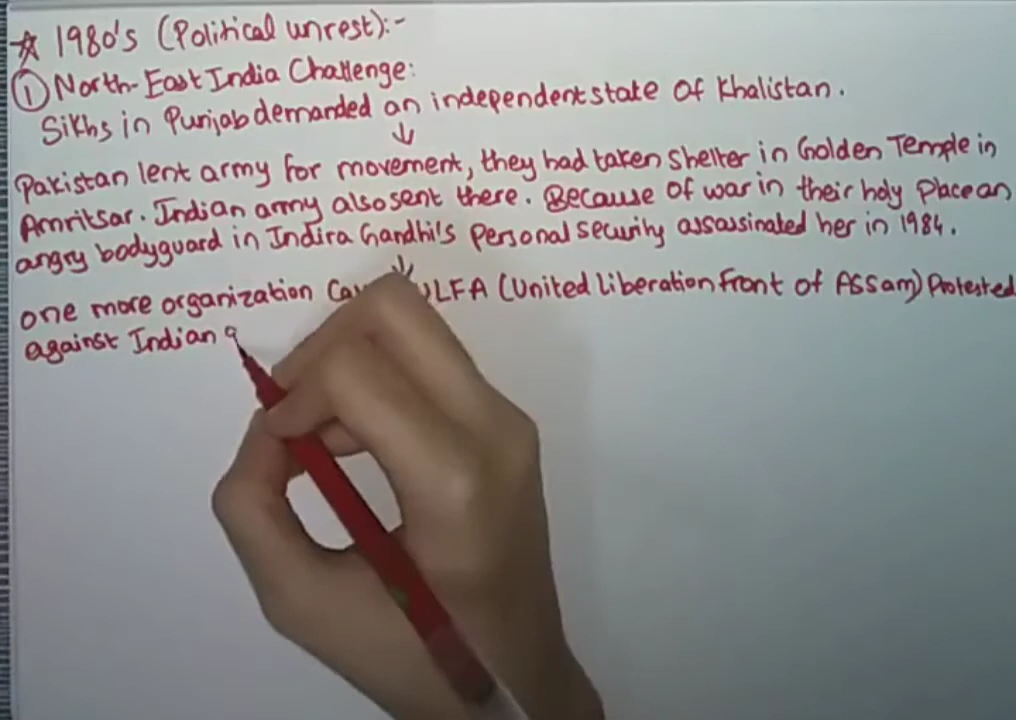 ☆ 1980's (Political unrest):-
① North-East India Challenge:
Sikhs in Punjab demanded an independent state of Khalistan.
↓
Pakistan lent army for movement, they had taken shelter in Golden Temple in
Amritsar. Indian army also sent there. Because of war in their holy place an
angry bodyguard in Indira Gandhi's personal security assassinated her in 1984.
↓
one more organization ULFA (United liberation front of Assam) Protested
against Indian